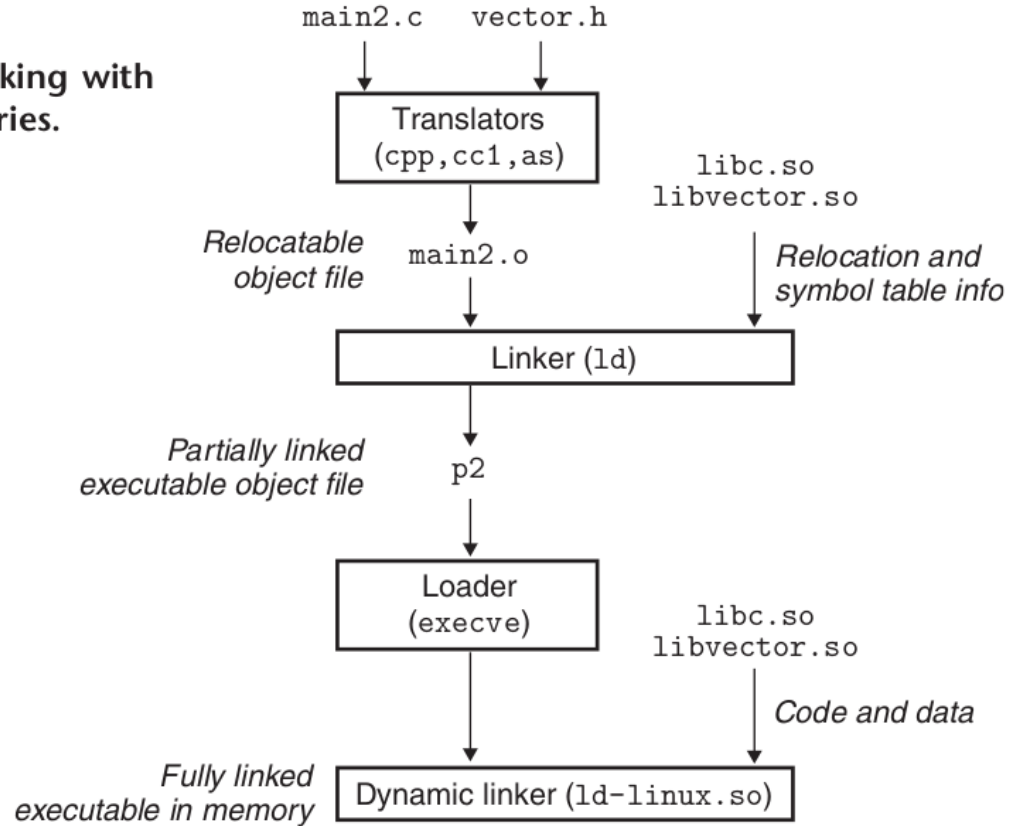 main2.c vector.h
king with
ries.
Translators
(cpp,cc1,as)
libc.so
libvector.so
Relocatable
object file
main2.o
Relocation and
symbol table info
Linker (ld)
Partially linked
executable object file
p2
Loader
(execve)
libc.so
libvector.so
Code and data
Fully linked
executable in memory
Dynamic linker (ld-linux.so)